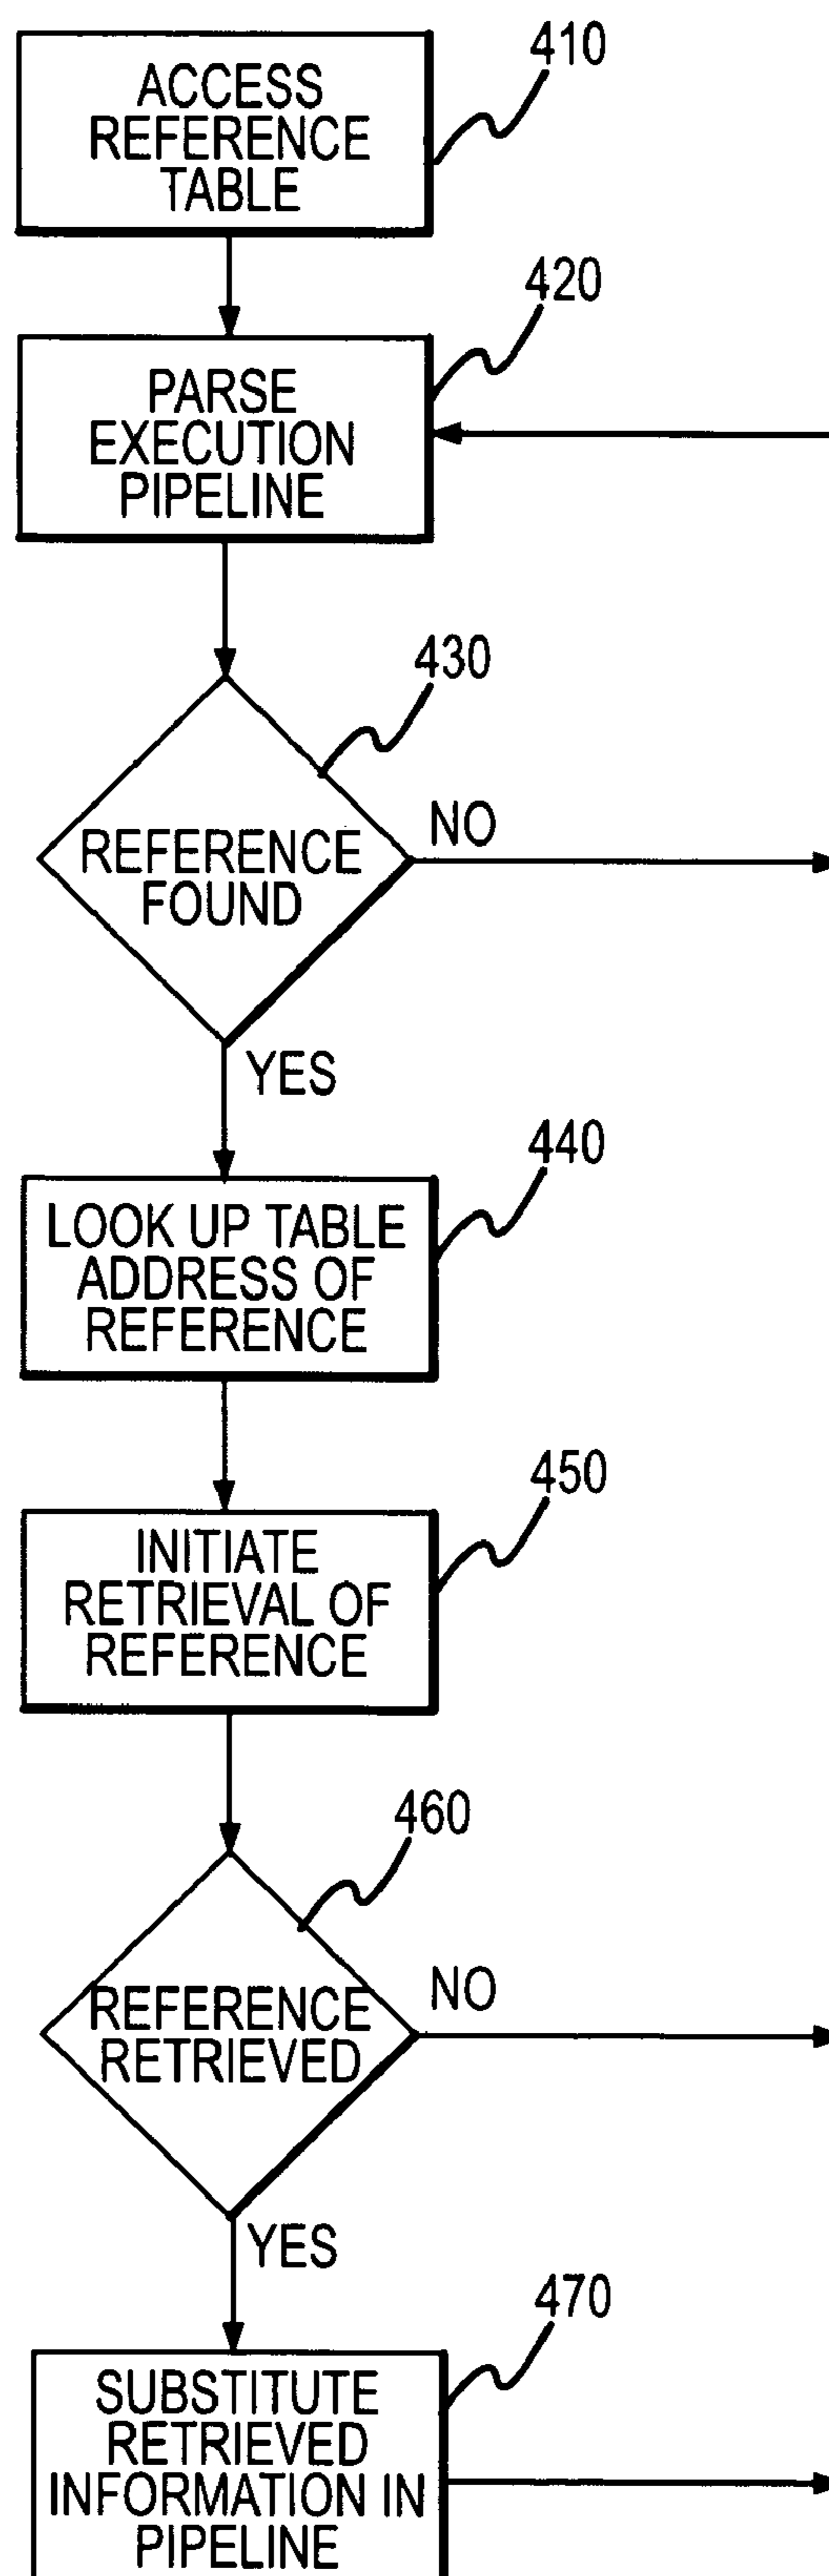 410
ACCESS
REFERENCE
TABLE
420
PARSE
EXECUTION
PIPELINE
430
REFERENCE
FOUND
NO
YES
440
LOOK UP TABLE
ADDRESS OF
REFERENCE
450
INITIATE
RETRIEVAL OF
REFERENCE
460
REFERENCE
RETRIEVED
NO
YES
470
SUBSTITUTE
RETRIEVED
INFORMATION IN
PIPELINE